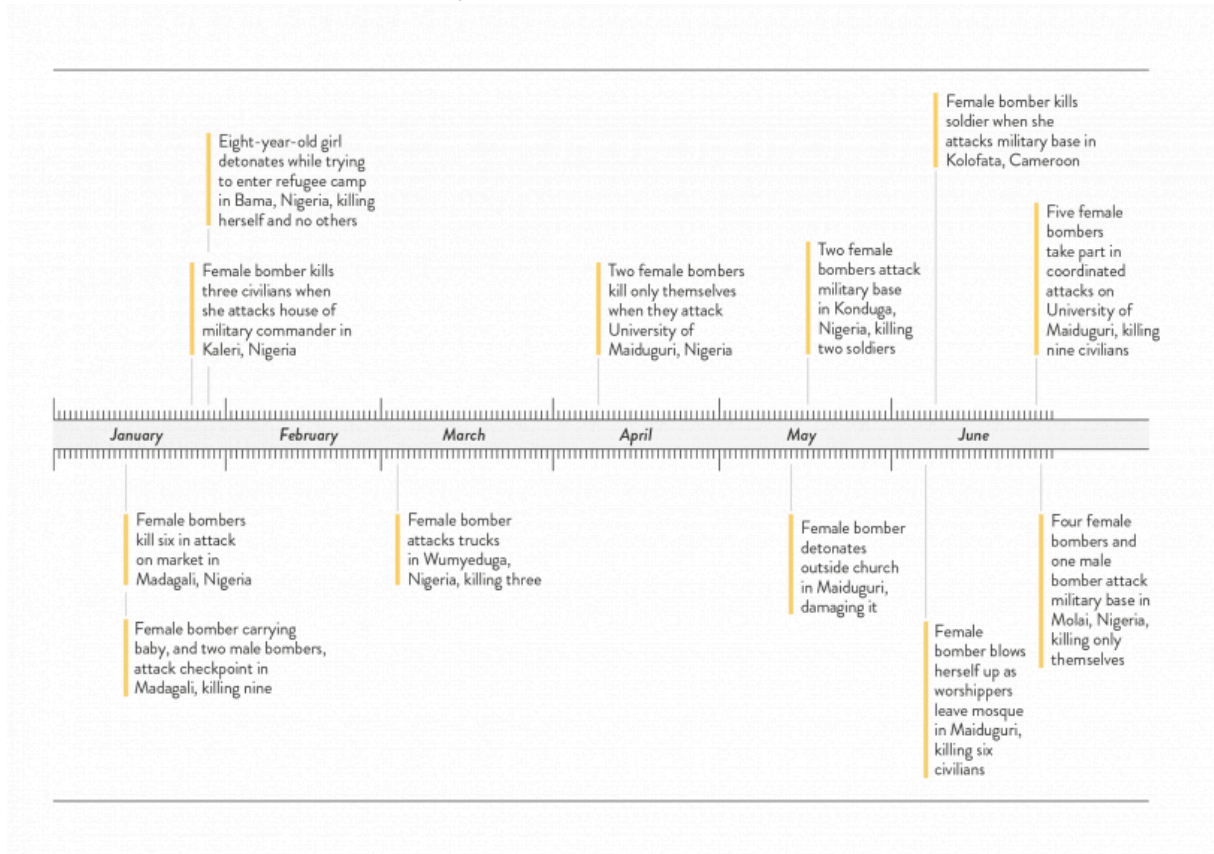 Female bomber kills
soldier when she
attacks military base in
Kolofata, Cameroon
Eight-year-old girl
detonates while trying
to enter refugee camp
in Bama, Nigeria, killing
herself and no others
Five female
bombers
take part in
coordinated
attacks on
University of
Maiduguri, killing
nine civilians
Female bomber kills
three civilians when
she attacks house of
military commander in
Kaleri, Nigeria
Two female bombers
kill only themselves
when they attack
University of
Maiduguri, Nigeria
Two female
bombers attack
military base
in Konduga,
Nigeria, killing
two soldiers
January
February
March
April
May
June
Female bombers
kill six in attack
on market in
Madagali, Nigeria
Female bomber carrying
baby, and two male bombers,
attack checkpoint in
Madagali, killing nine
Female bomber
attacks trucks
in Wumyeduga,
Nigeria, killing three
Female bomber
detonates
outside church
in Maiduguri,
damaging it
Female
bomber blows
herself up as
worshippers
leave mosque
in Maiduguri,
killing six
civilians
Four female
bombers and
one male
bomber attack
military base in
Molai, Nigeria,
killing only
themselves